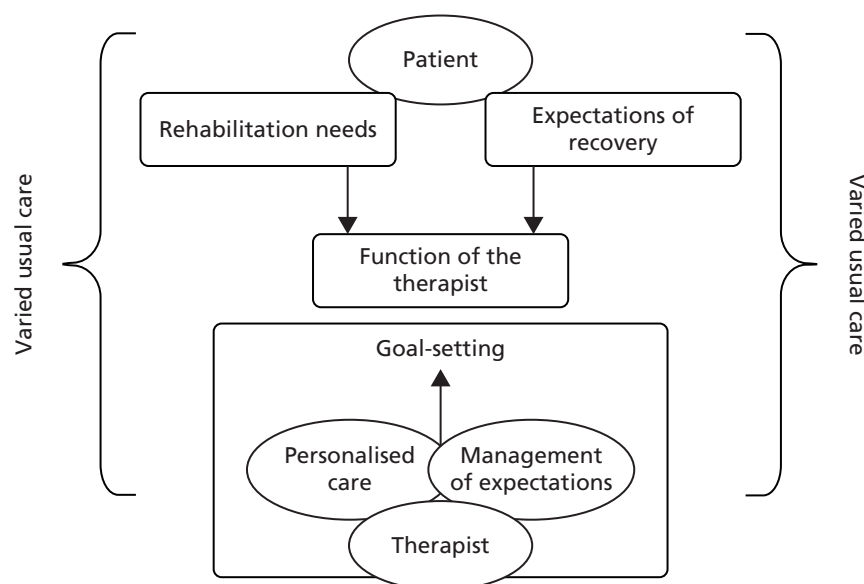 Patient
Rehabilitation needs
Expectations of
recovery
Varied usual care
Varied usual care
Function of the
therapist
Goal-setting
Personalised
care
Management
of expectations
Therapist